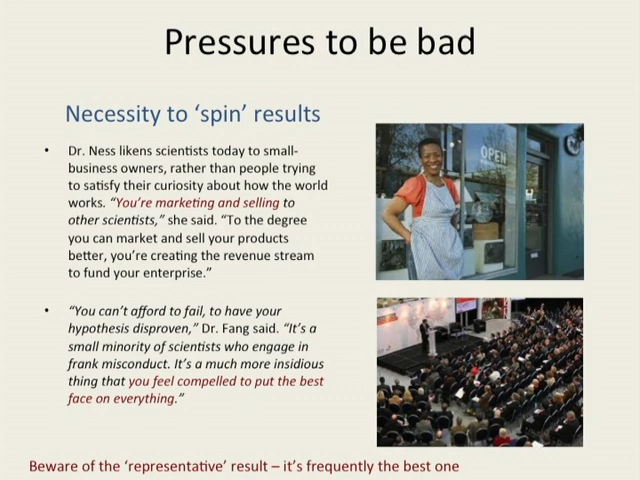 Pressures to be bad
Necessity to ‘spin’ results
• Dr. Ness likens scientists today to small-
business owners, rather than people trying
to satisfy their curiosity about how the world
works. “You’re marketing and selling to
other scientists,” she said. “To the degree
you can market and sell your products
better, you’re creating the revenue stream
to fund your enterprise.”
• “You can’t afford to fail, to have your
hypothesis disproven,” Dr. Fang said. “It’s a
small minority of scientists who engage in
frank misconduct. It’s a much more insidious
thing that you feel compelled to put the best
face on everything.”
OPEN
Beware of the ‘representative’ result – it’s frequently the best one